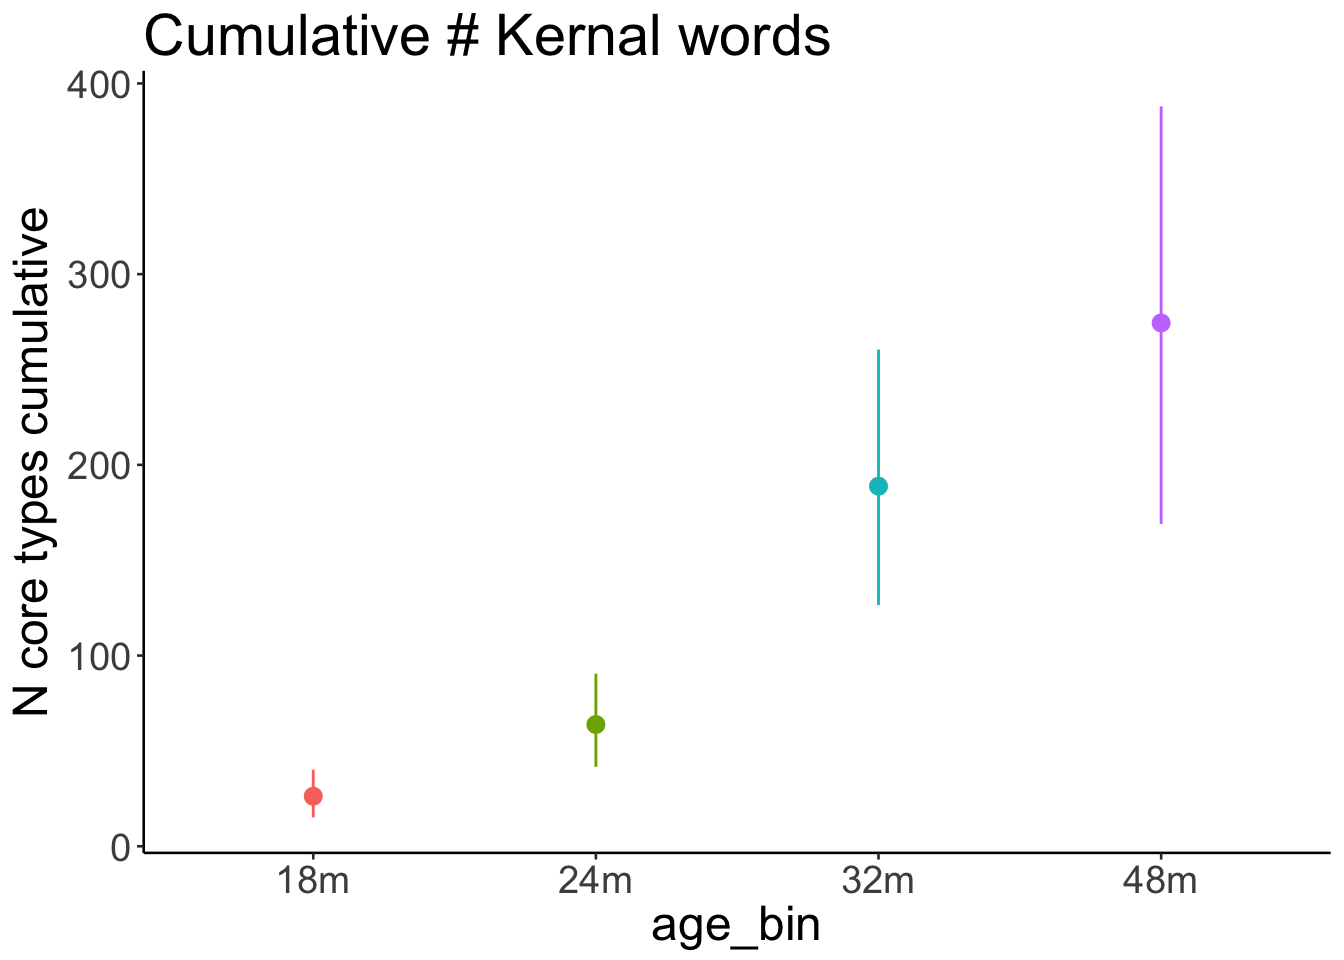 Cumulative # Kernal words
N core types cumulative
400
300
200
100
0
18m 24m 32m 48m
age_bin